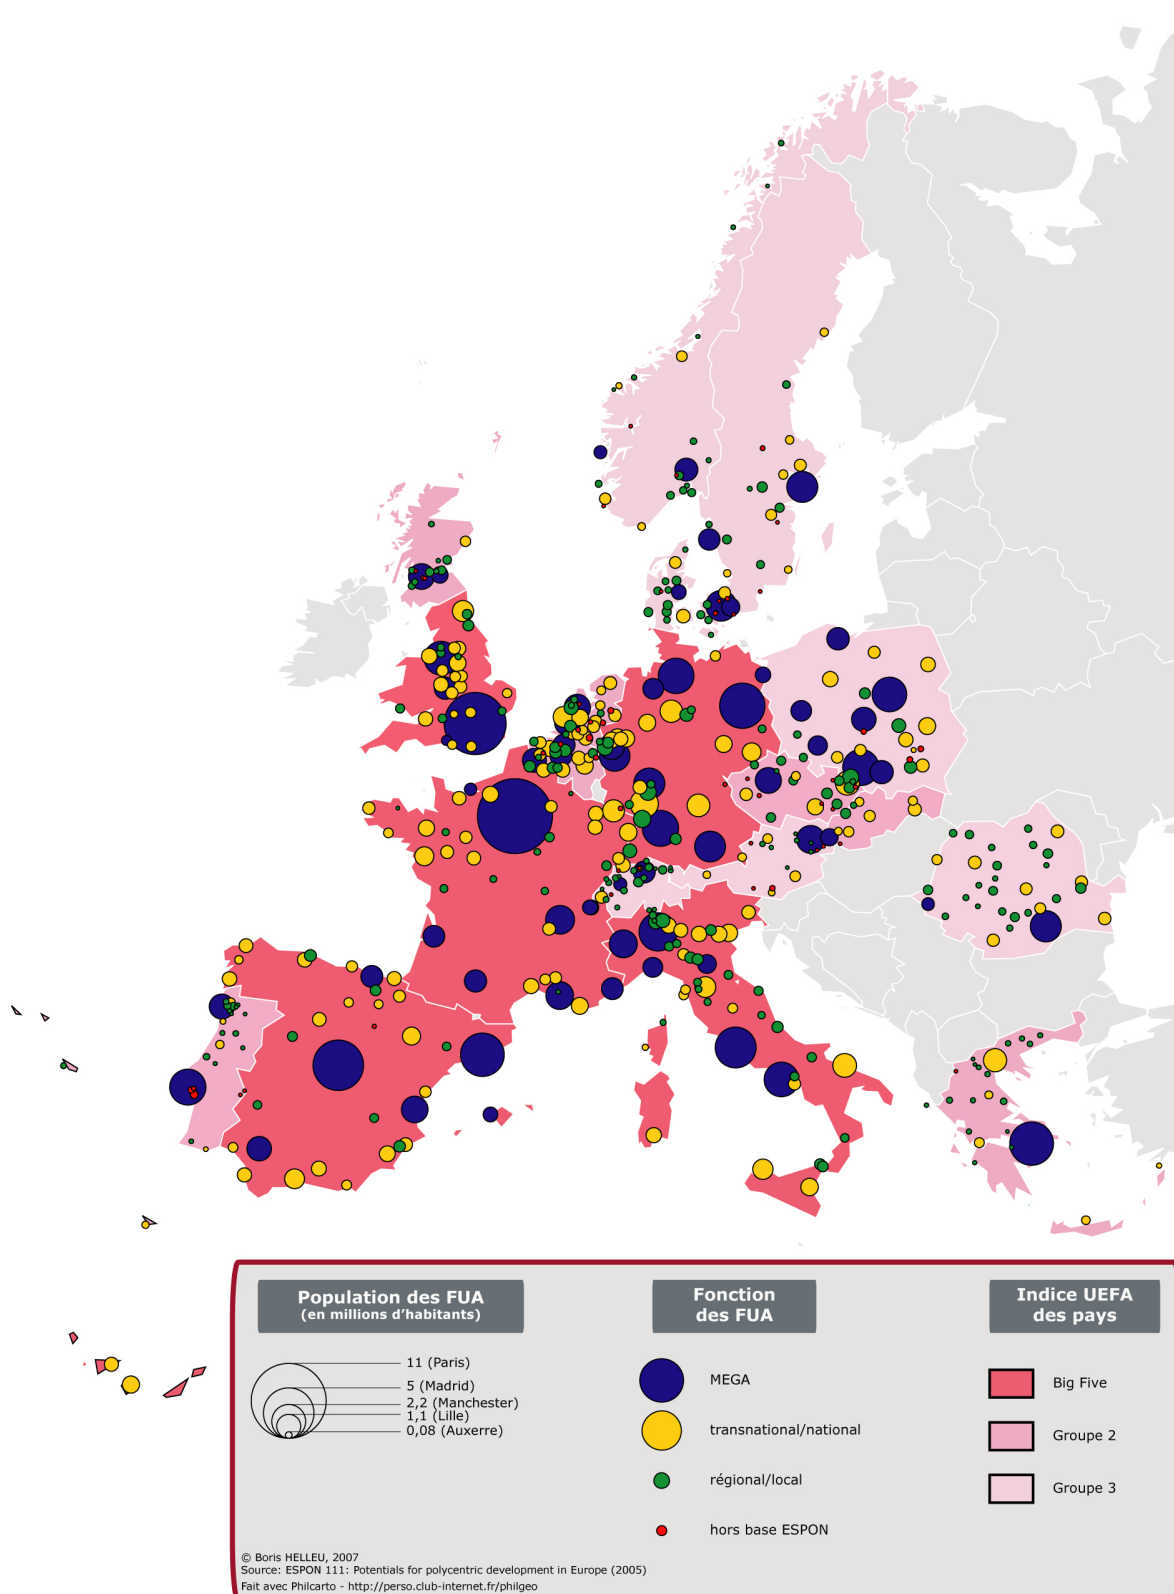 Population des FUA
(en millions d’habitants)
11 (Paris)
5 (Madrid)
2,2 (Manchester)
1,1 (Lille)
0,08 (Auxerre)
Fonction
des FUA
MEGA
transnational/national
régional/local
hors base ESPON
Indice UEFA
des pays
Big Five
Groupe 2
Groupe 3
© Boris HELLEU, 2007
Source: ESPON 111: Potentials for polycentric development in Europe (2005)
Fait avec Philcarto - http://perso.club-internet.fr/philgeo